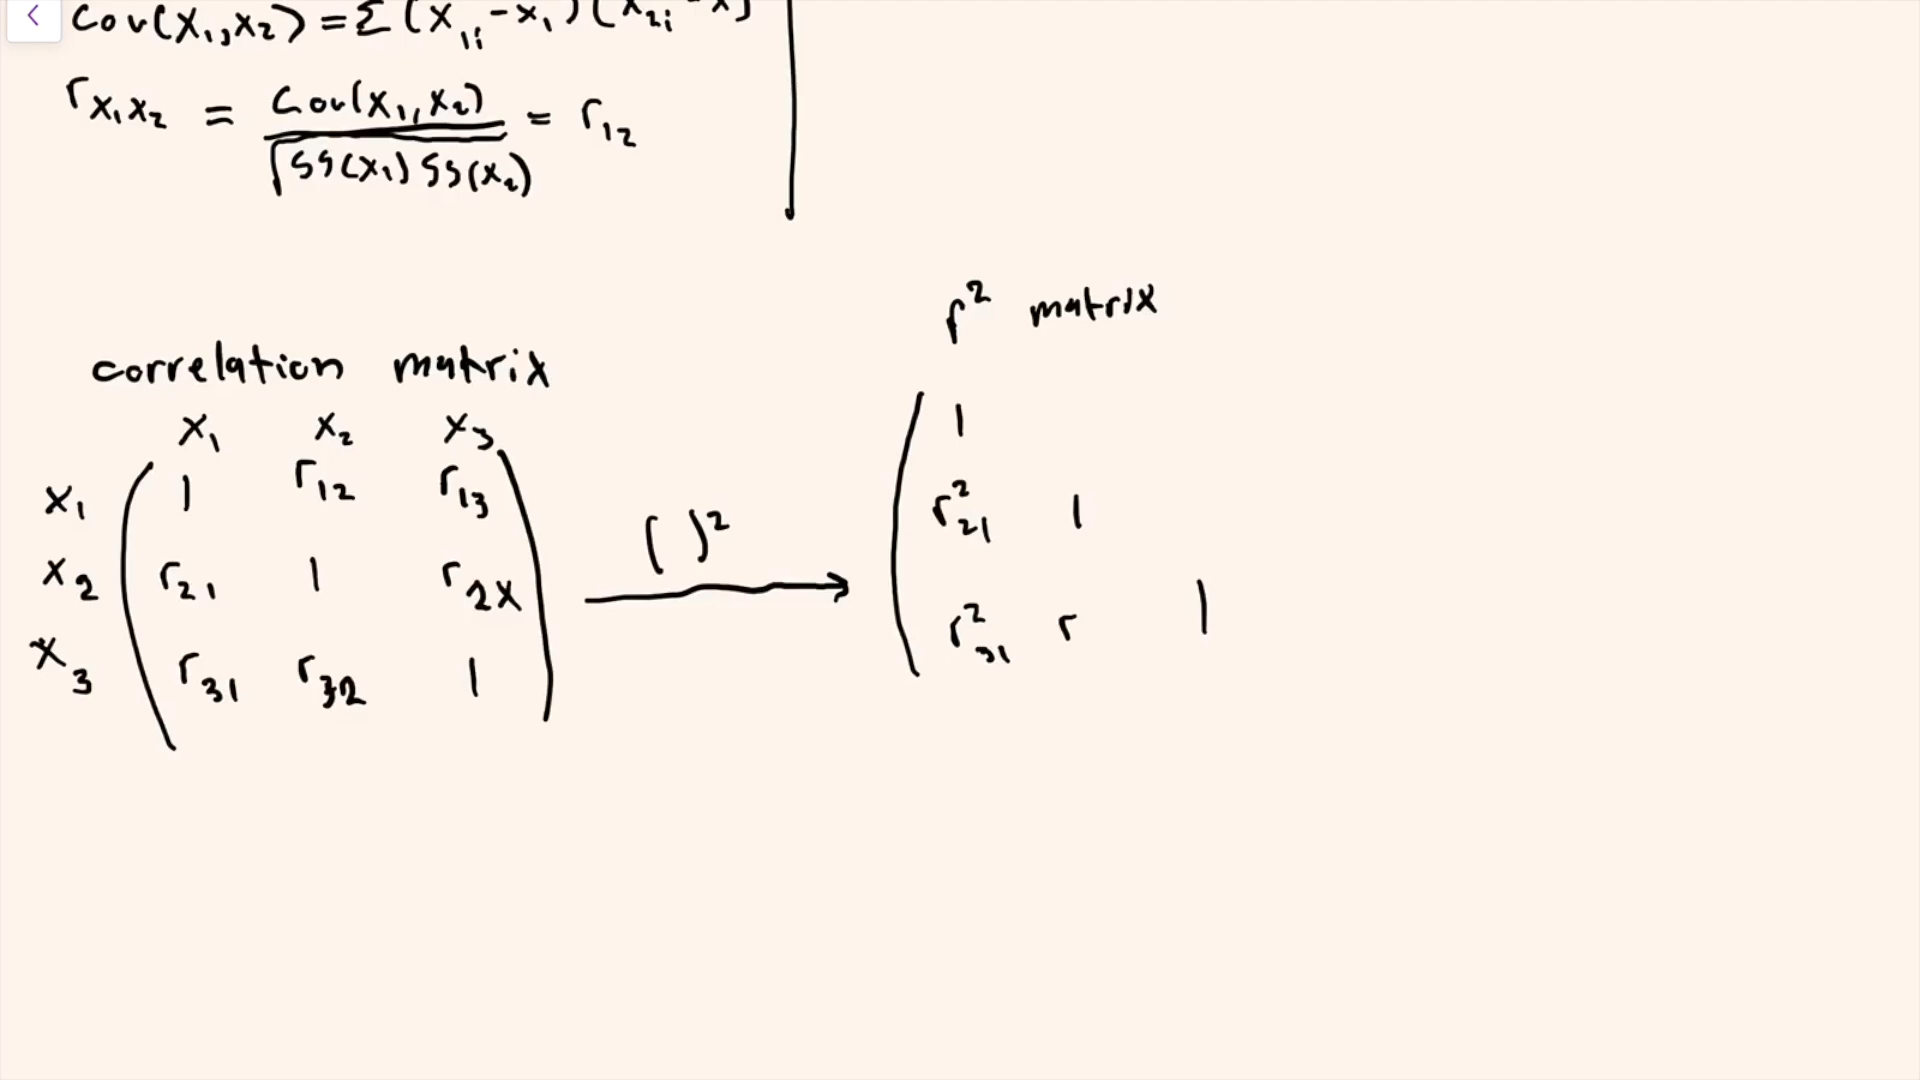 Cov(x₁,x₂) = Σ(x₁ᵢ-x₁)(x₂ᵢ-x)
r x₁x₂ = Cov(x₁,x₂) / √SS(x₁)SS(x₂) = r₁₂
r² matrix
correlation matrix
x₁ x₂ x₃
x₁ 1 r₁₂ r₁₃
x₂ r₂₁ 1 r₂ₓ
x₃ r₃₁ r₃₂ 1
( )²
1
r²₂₁ 1
r²₃₁ r 1